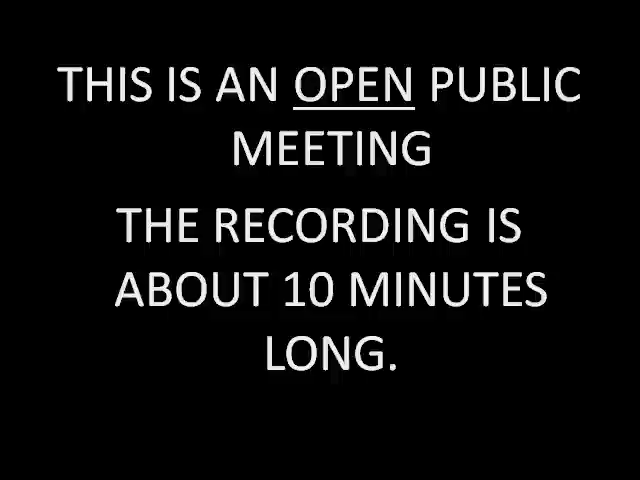 THIS IS AN OPEN PUBLIC
MEETING
THE RECORDING IS
ABOUT 10 MINUTES
LONG.